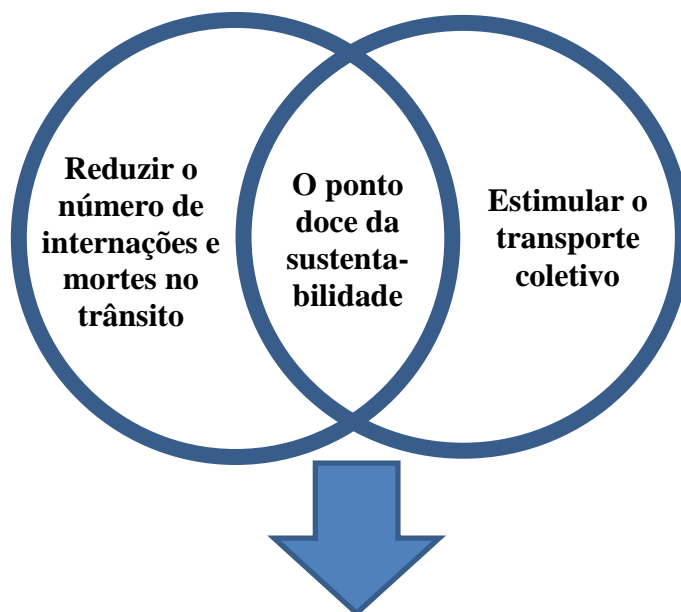 Reduzir o
número de
internações e
mortes no
trânsito
O ponto
doce da
sustenta-
bilidade
Estimular o
transporte
coletivo